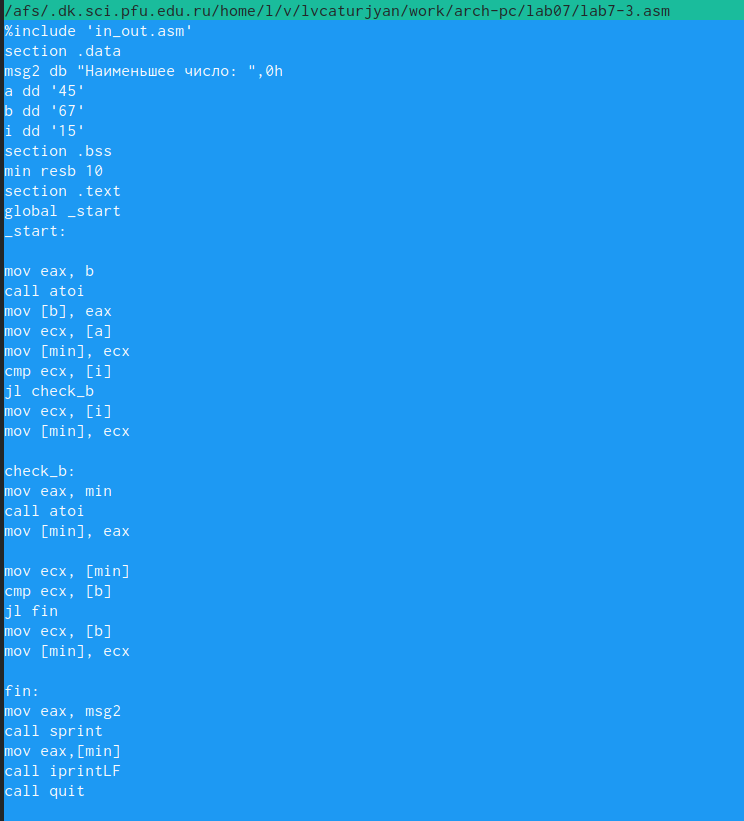 /afs/.dk.sci.pfu.edu.ru/home/l/v/lvcaturjyan/work/arch-pc/lab07/lab7-3.asm
%include 'in_out.asm'
section .data
msg2 db "Наименьшее число: ",0h
a dd '45'
b dd '67'
i dd '15'
section .bss
min resb 10
section .text
global _start
_start:

mov eax, b
call atoi
mov [b], eax
mov ecx, [a]
mov [min], ecx
cmp ecx, [i]
jl check_b
mov ecx, [i]
mov [min], ecx

check_b:
mov eax, min
call atoi
mov [min], eax

mov ecx, [min]
cmp ecx, [b]
jl fin
mov ecx, [b]
mov [min], ecx

fin:
mov eax, msg2
call sprint
mov eax,[min]
call iprintLF
call quit